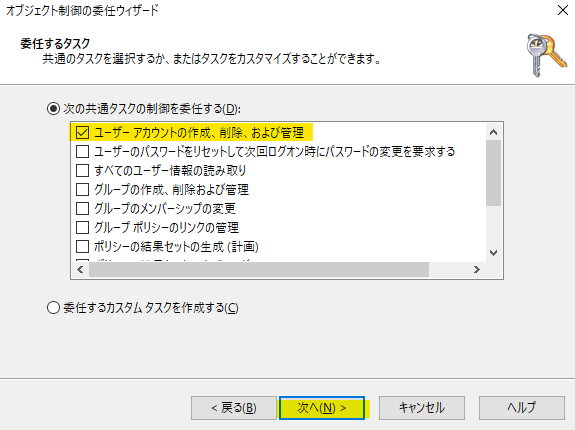 オブジェクト制御の委任ウィザード
委任するタスク
共通のタスクを選択するか、またはタスクをカスタマイズすることができます。
次の共通タスクの制御を委任する(D):
ユーザー アカウントの作成、削除、および管理
ユーザーのパスワードをリセットして次回ログオン時にパスワードの変更を要求する
すべてのユーザー情報の読み取り
グループの作成、削除および管理
グループのメンバーシップの変更
グループ ポリシーのリンクの管理
ポリシーの結果セットの生成 (計画)
委任するカスタム タスクを作成する(C)
< 戻る(B)
次へ(N) >
キャンセル
ヘルプ